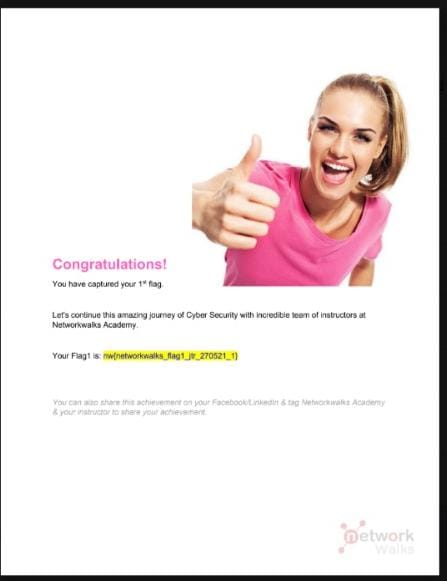 Congratulations!
You have captured your 1st flag.
Let's continue this amazing journey of Cyber Security with incredible team of instructors at
Networkwalks Academy.
Your Flag1 is: nw{networkwalks_flag1_jtr_270521_1}
You can also share this achievement on your Facebook/LinkedIn & tag Networkwalks Academy
& your instructor to share your achievement.
network
Walks